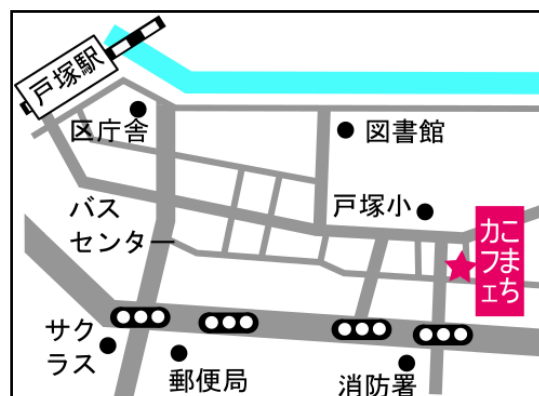 戸塚駅
区庁舎
図書館
戸塚小
バス
センター
こまち
カフェ
サク
ラス
郵便局
消防署